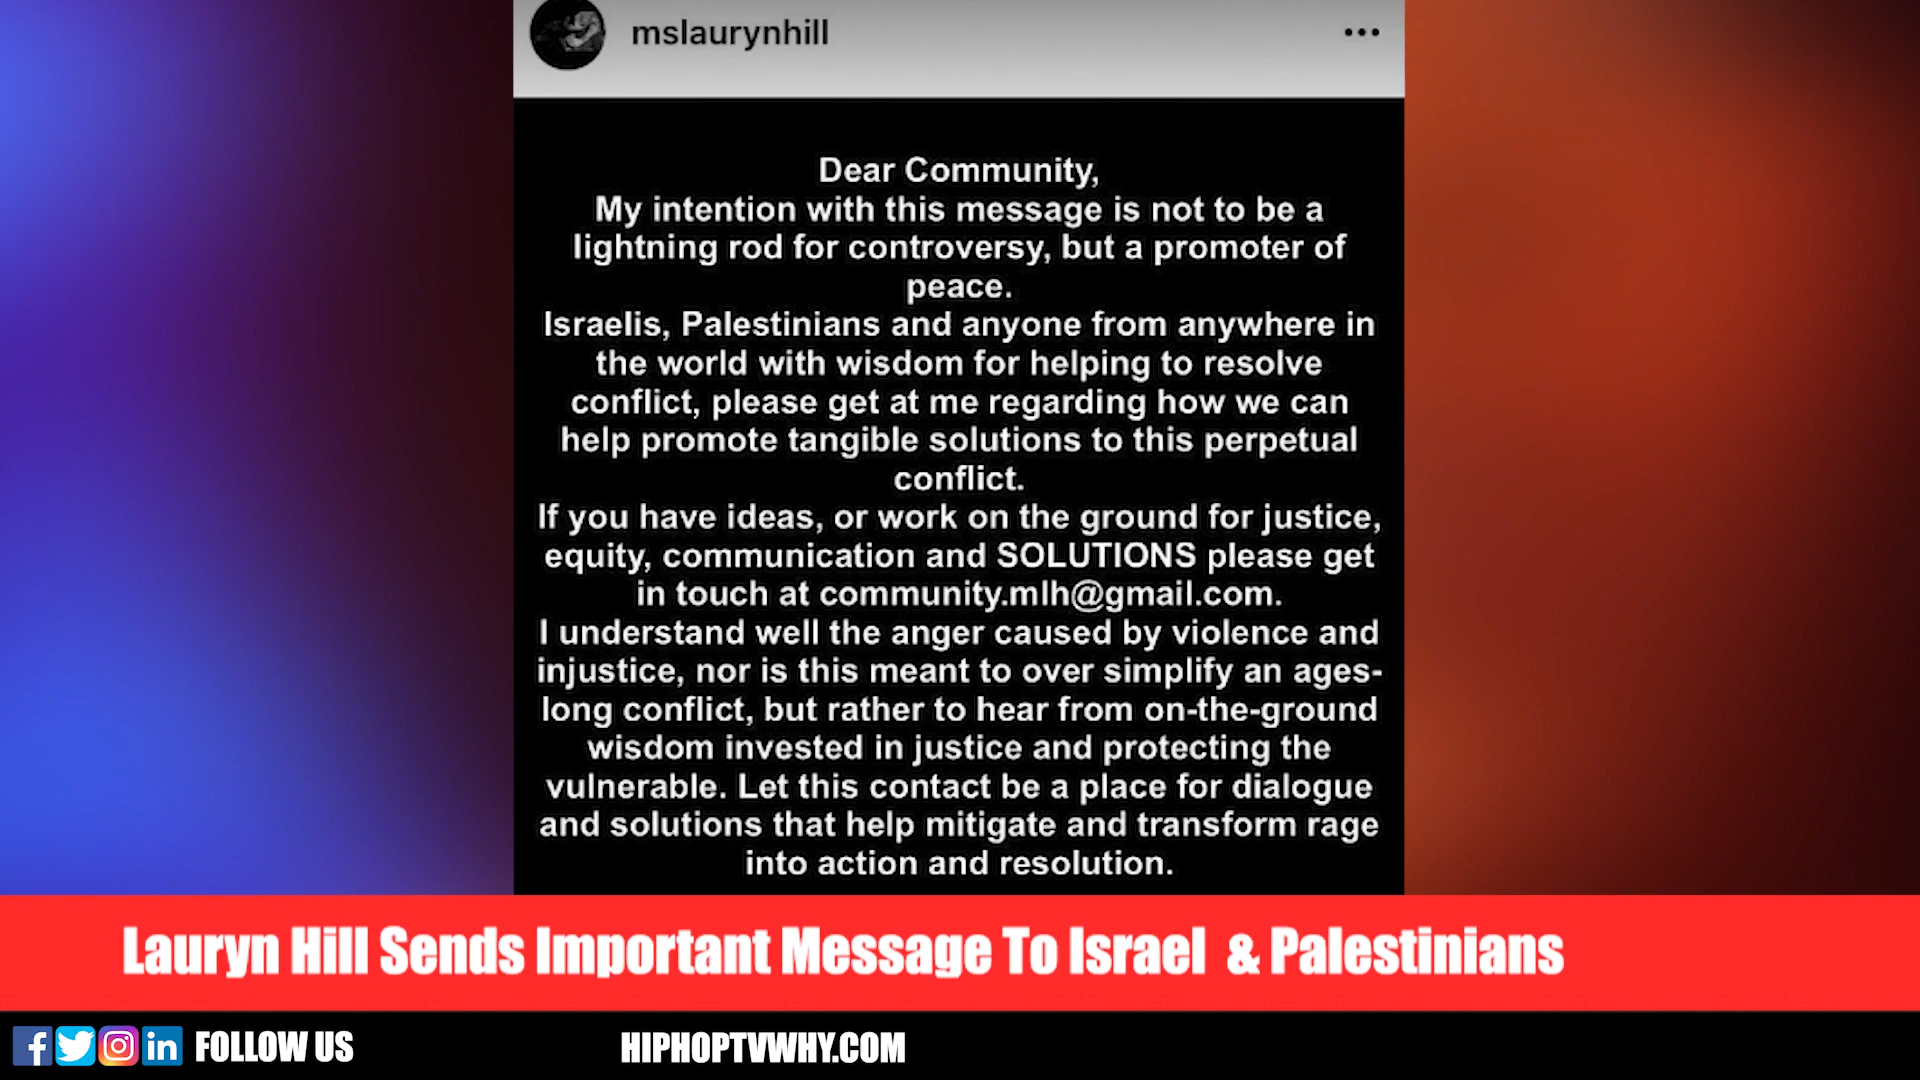 mslaurynhill
Dear Community,
My intention with this message is not to be a
lightning rod for controversy, but a promoter of
peace.
Israelis, Palestinians and anyone from anywhere in
the world with wisdom for helping to resolve
conflict, please get at me regarding how we can
help promote tangible solutions to this perpetual
conflict.
If you have ideas, or work on the ground for justice,
equity, communication and SOLUTIONS please get
in touch at community.mlh@gmail.com.
I understand well the anger caused by violence and
injustice, nor is this meant to over simplify an ages-
long conflict, but rather to hear from on-the-ground
wisdom invested in justice and protecting the
vulnerable. Let this contact be a place for dialogue
and solutions that help mitigate and transform rage
into action and resolution.
Lauryn Hill Sends Important Message To Israel & Palestinians
FOLLOW US
HIPHOPTVWHY.COM